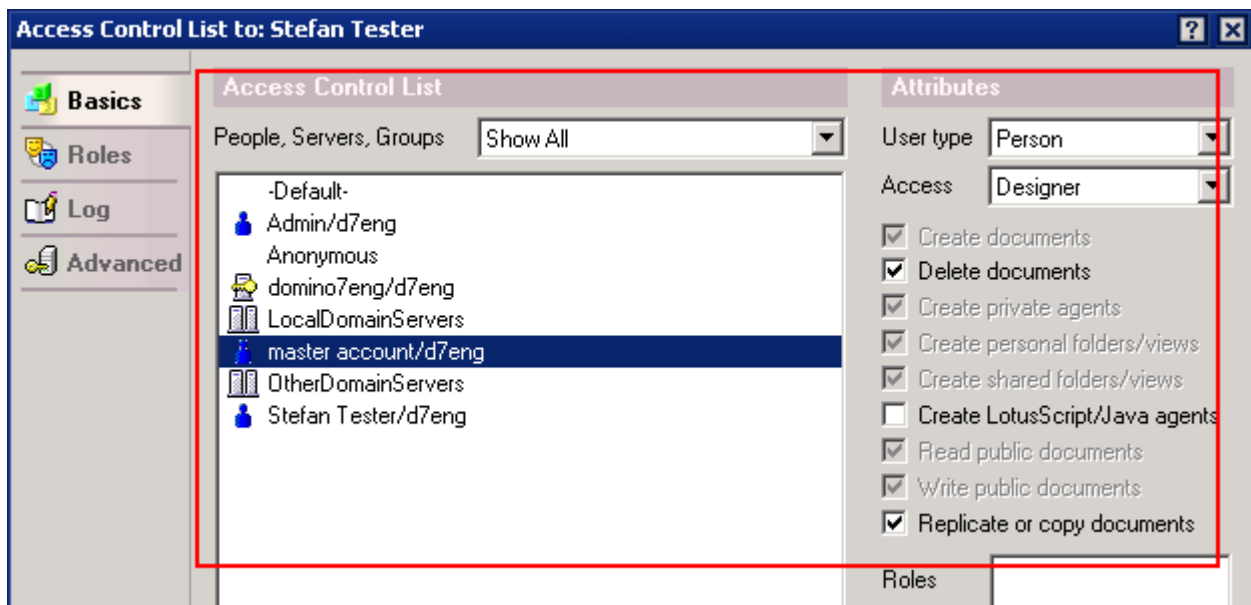 Access Control List to: Stefan Tester
Basics
Roles
Log
Advanced
Access Control List
People, Servers, Groups Show All
-Default-
Admin/d7eng
Anonymous
domino7eng/d7eng
LocalDomainServers
master account/d7eng
OtherDomainServers
Stefan Tester/d7eng
Attributes
User type Person
Access Designer
Create documents
Delete documents
Create private agents
Create personal folders/views
Create shared folders/views
Create LotusScript/Java agents
Read public documents
Write public documents
Replicate or copy documents
Roles